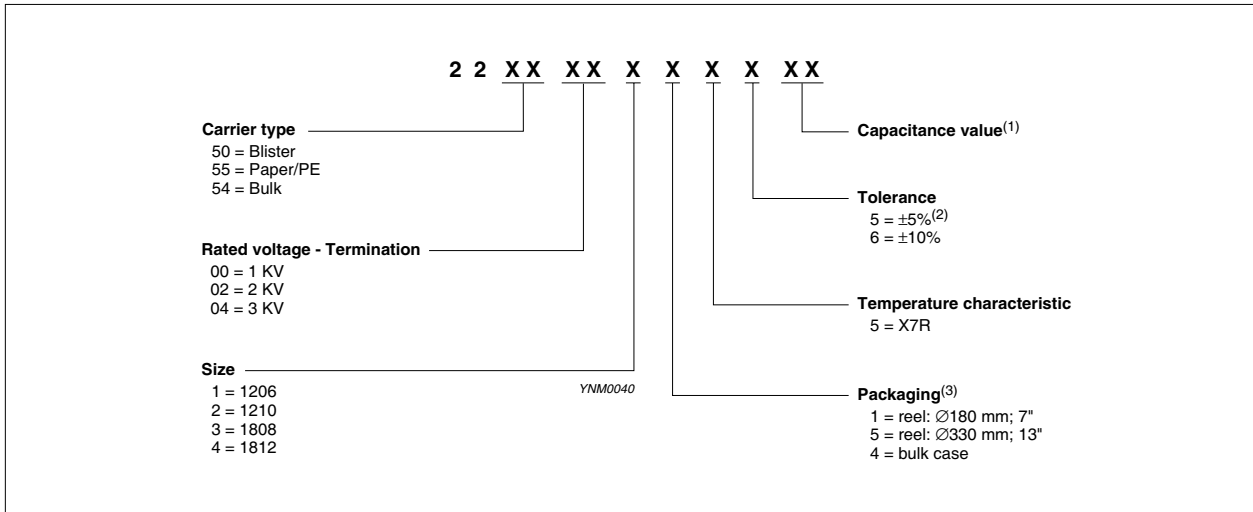 2 2 XX XX X X X X XX
Carrier type
50 = Blister
55 = Paper/PE
54 = Bulk
Rated voltage - Termination
00 = 1 KV
02 = 2 KV
04 = 3 KV
Size
1 = 1206
2 = 1210
3 = 1808
4 = 1812
YNM0040
Capacitance value(1)
Tolerance
5 = ±5%(2)
6 = ±10%
Temperature characteristic
5 = X7R
Packaging(3)
1 = reel: ∅180 mm; 7"
5 = reel: ∅330 mm; 13"
4 = bulk case